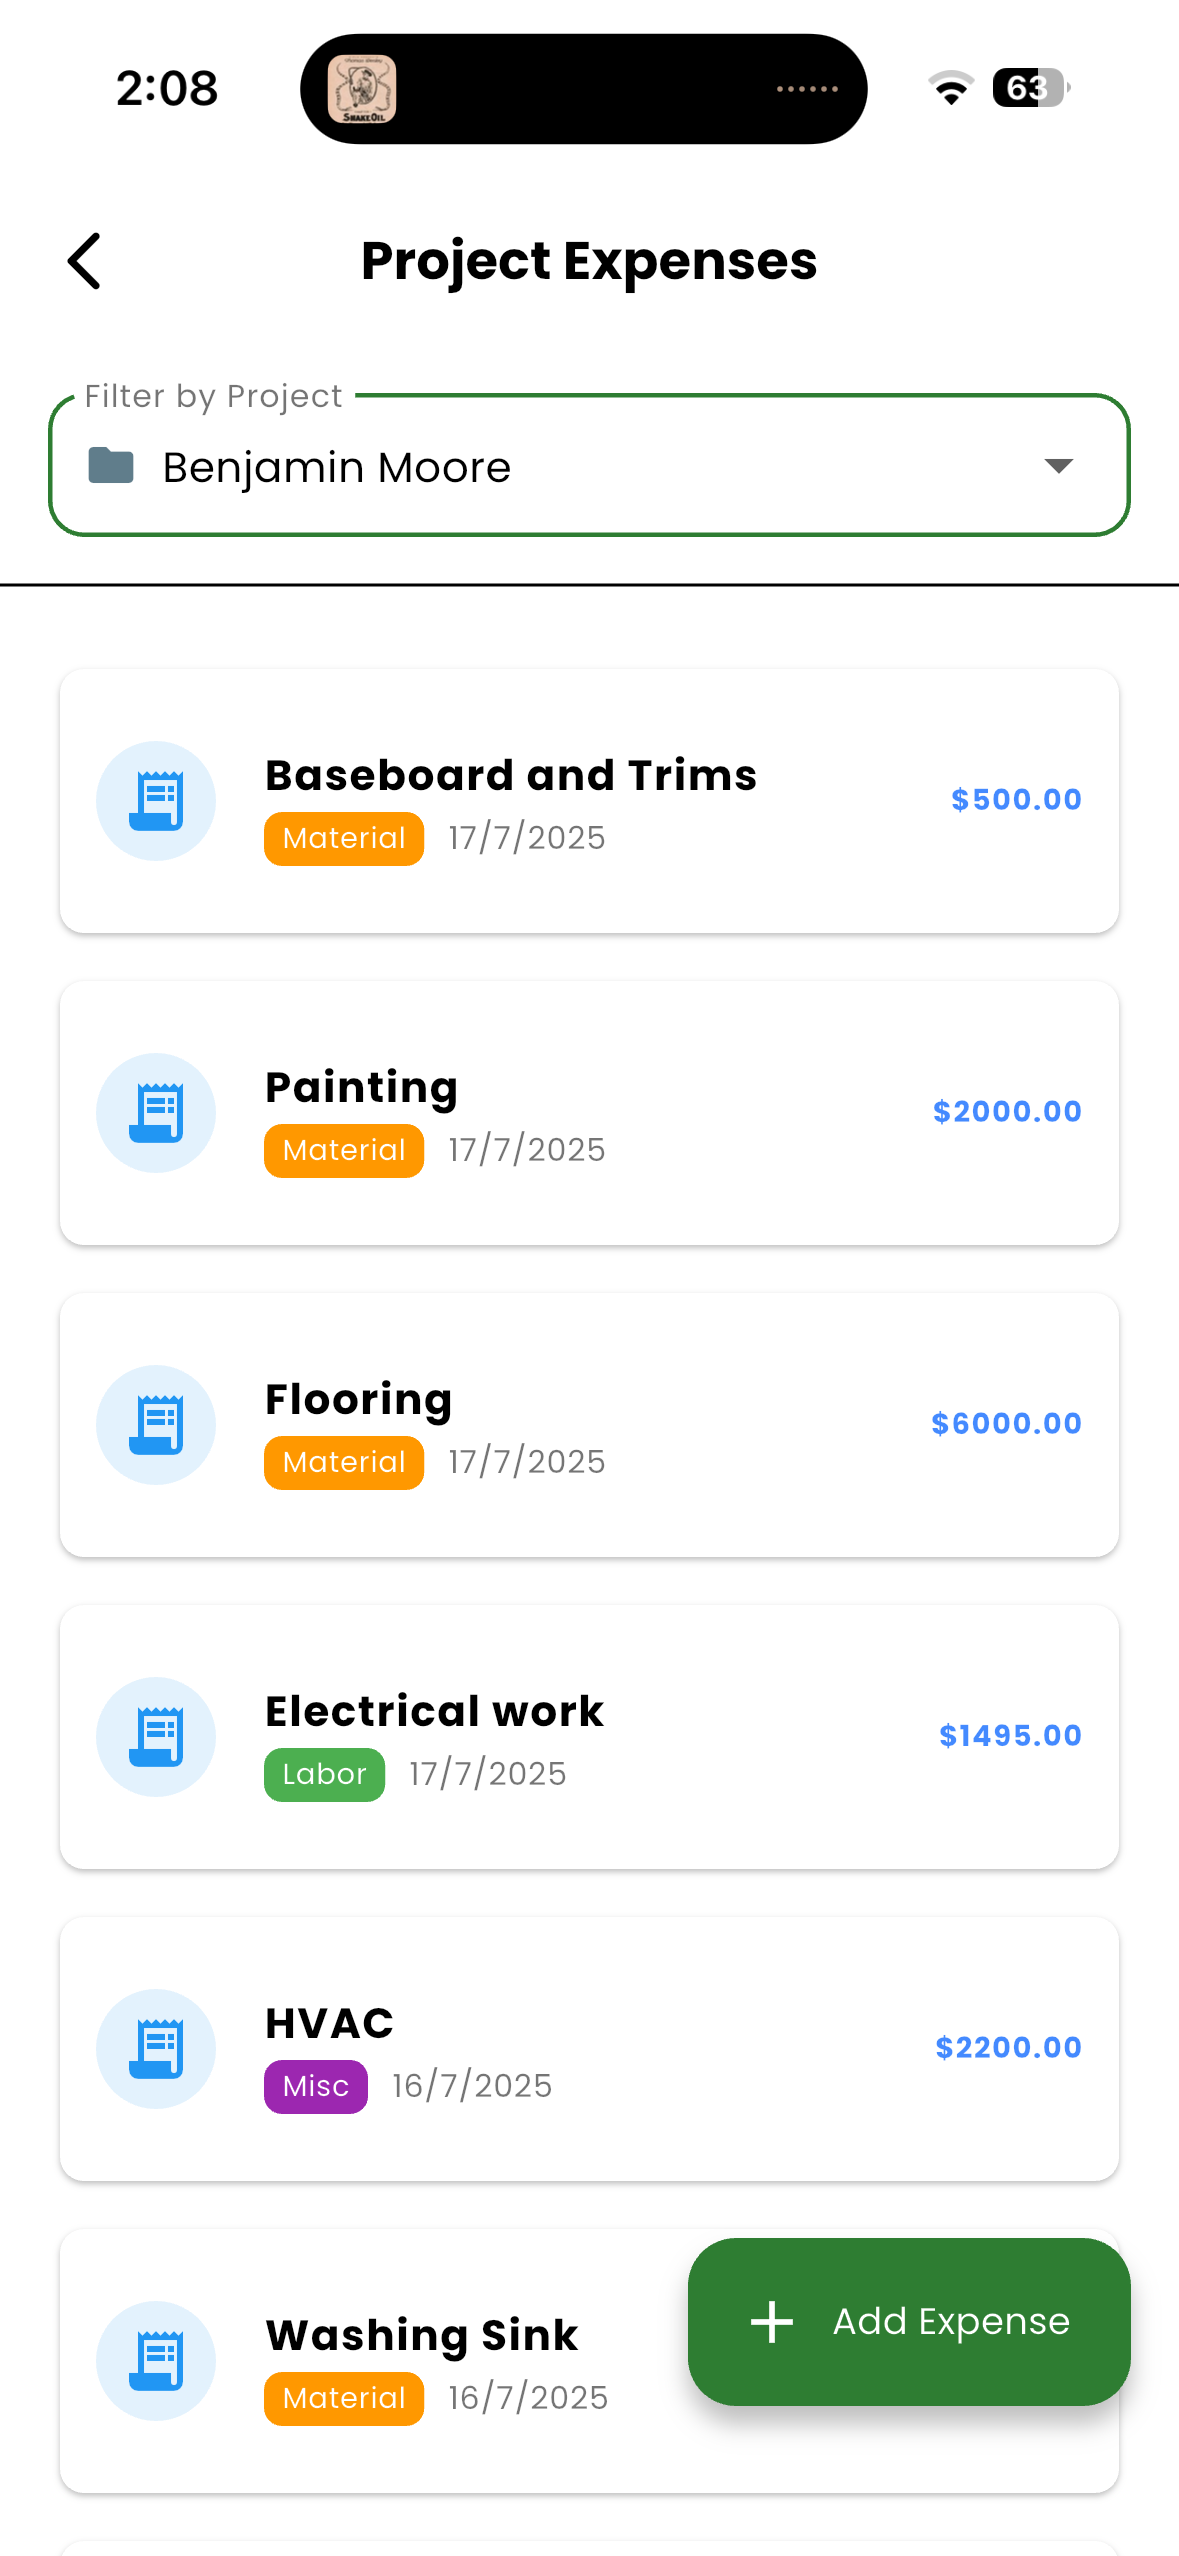 2:08
SNAKE OIL
63
Project Expenses
Filter by Project
Benjamin Moore
Baseboard and Trims
Material 17/7/2025
$500.00
Painting
Material 17/7/2025
$2000.00
Flooring
Material 17/7/2025
$6000.00
Electrical work
Labor 17/7/2025
$1495.00
HVAC
Misc 16/7/2025
$2200.00
Washing Sink
Material 16/7/2025
Add Expense